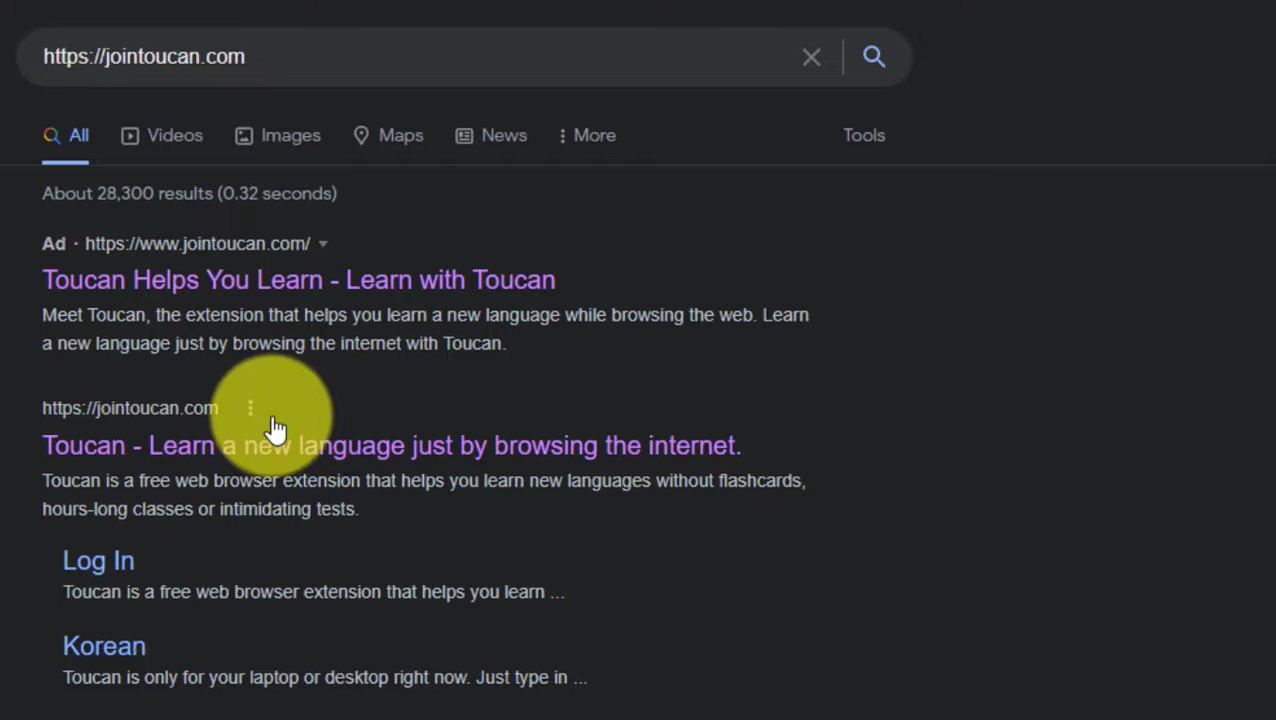 https://jointoucan.com
All Videos Images Maps News More Tools
About 28,300 results (0.32 seconds)
Ad · https://www.jointoucan.com/
Toucan Helps You Learn - Learn with Toucan
Meet Toucan, the extension that helps you learn a new language while browsing the web. Learn
a new language just by browsing the internet with Toucan.
https://jointoucan.com
Toucan - Learn a new language just by browsing the internet.
Toucan is a free web browser extension that helps you learn new languages without flashcards,
hours-long classes or intimidating tests.
Log In
Toucan is a free web browser extension that helps you learn ...
Korean
Toucan is only for your laptop or desktop right now. Just type in ...